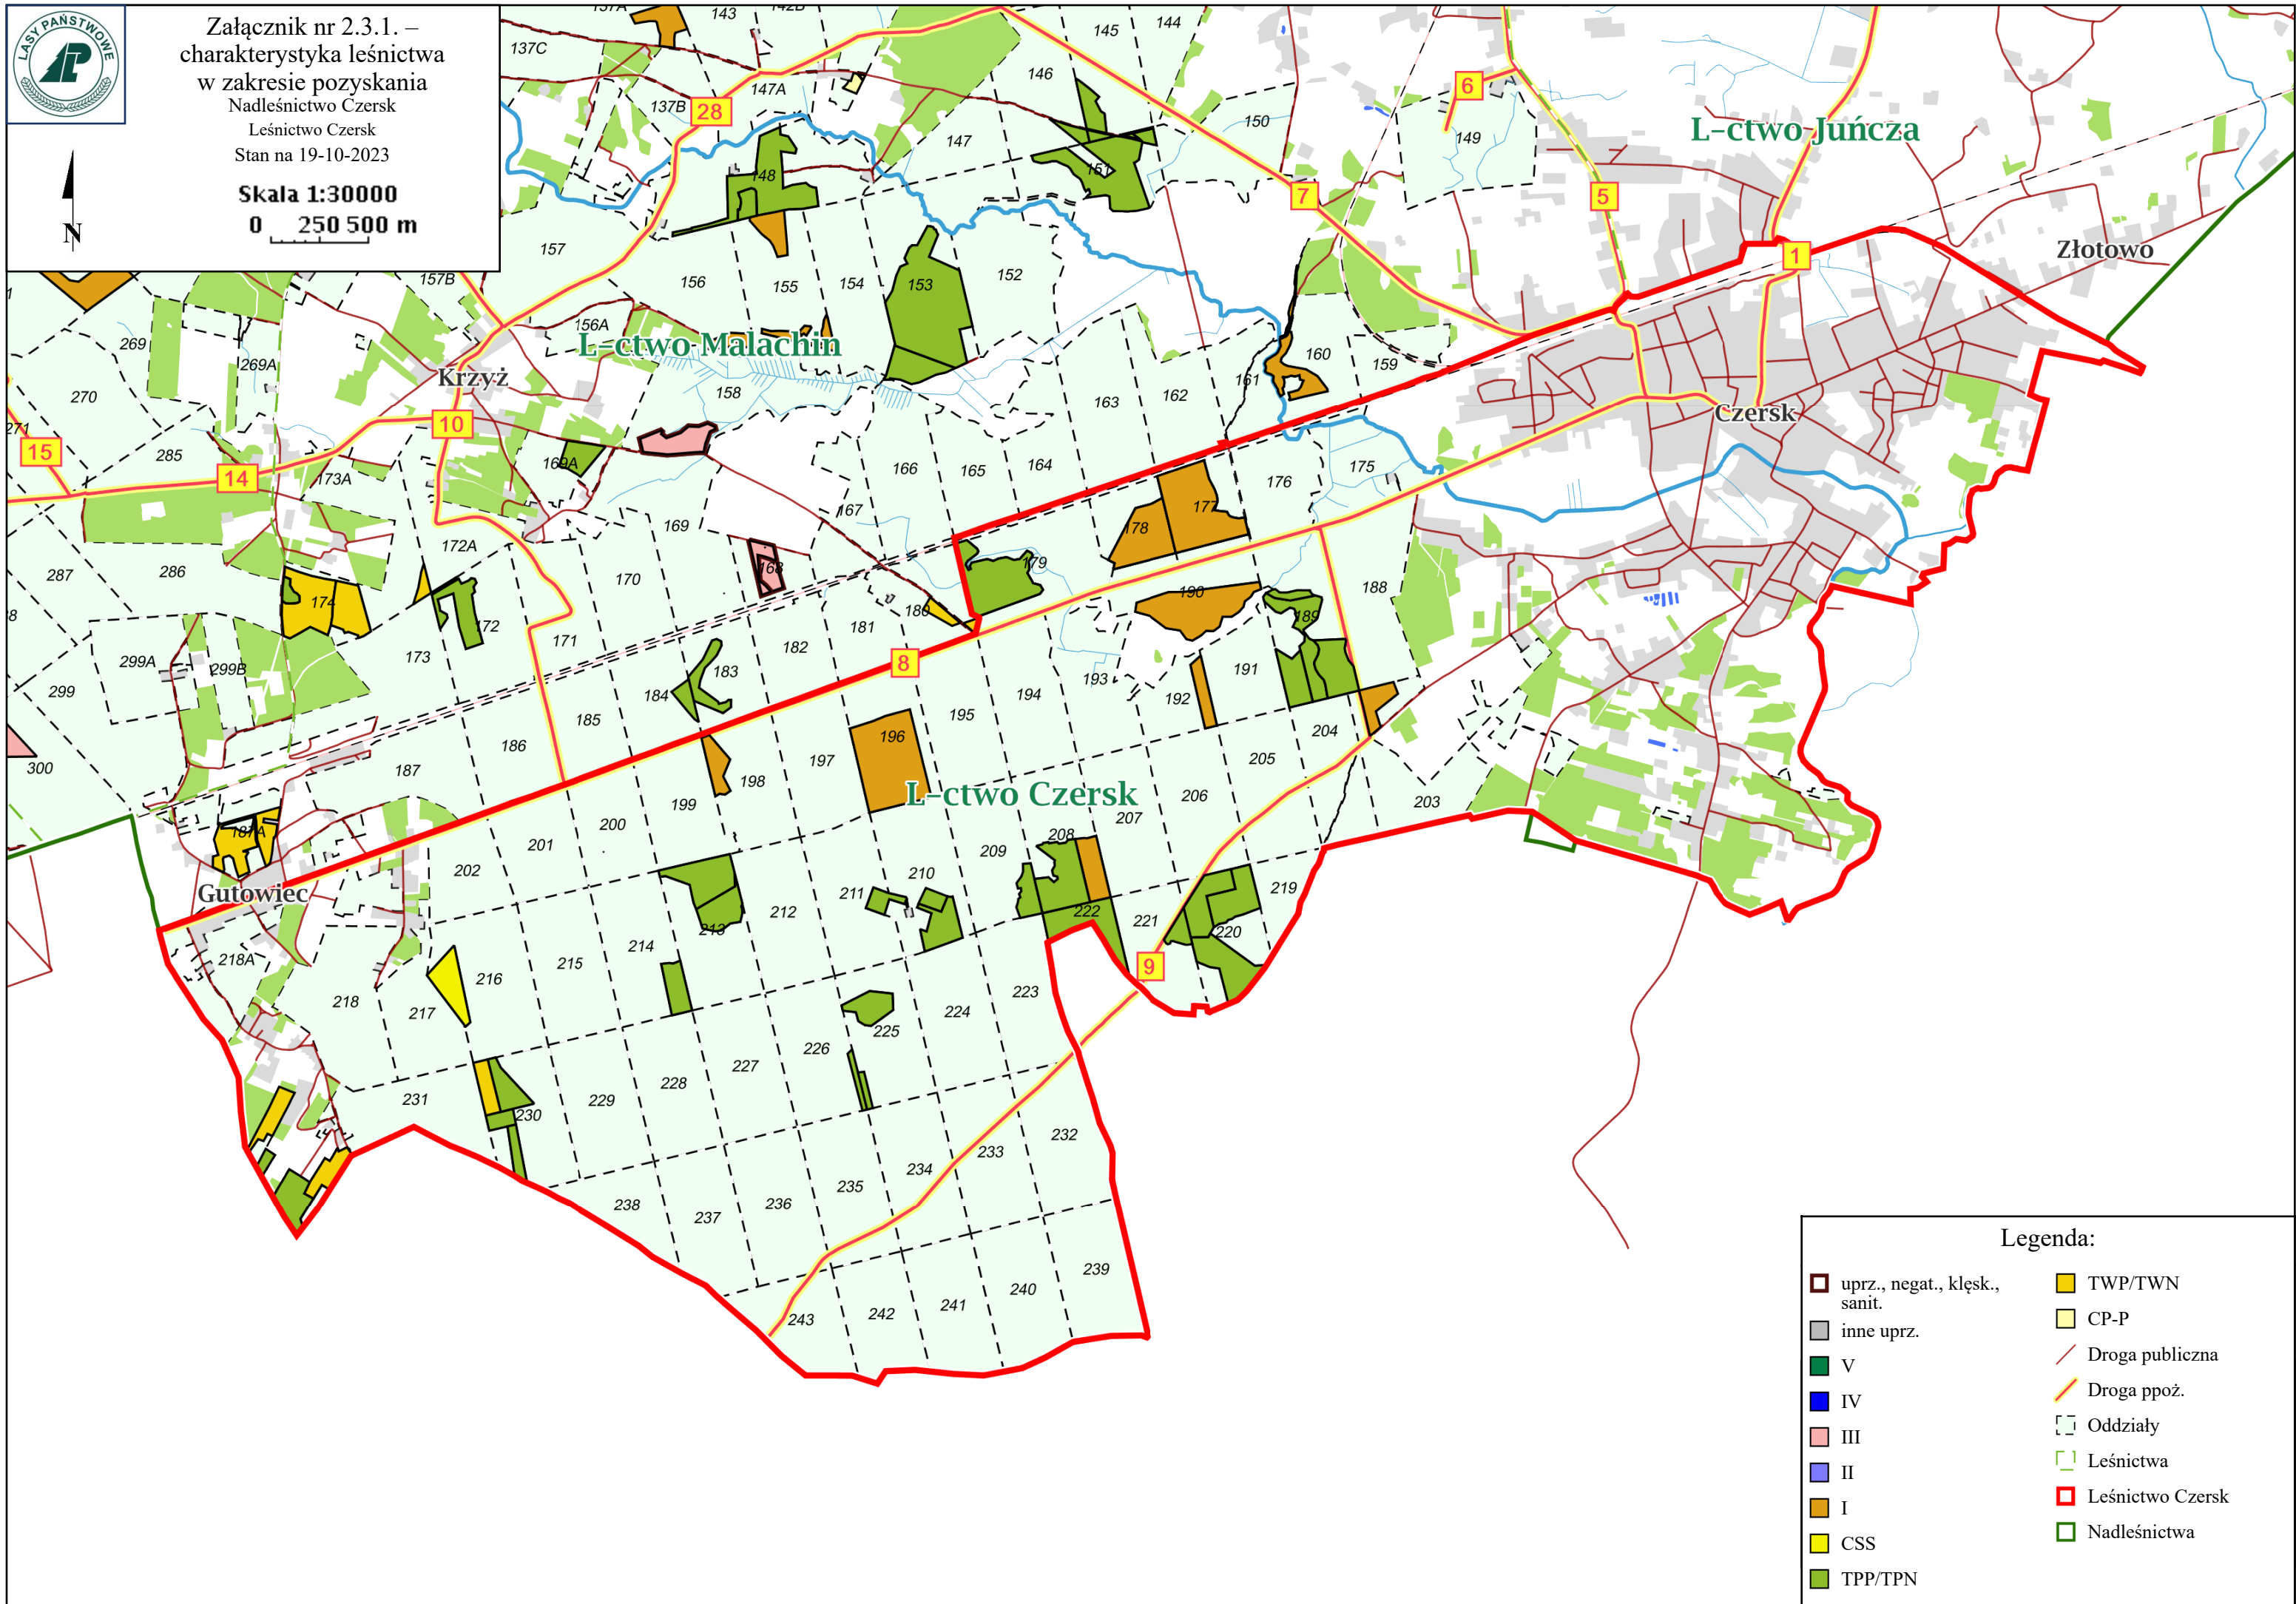 LASY PAŃSTWOWE
Załącznik nr 2.3.1. –
charakterystyka leśnictwa
w zakresie pozyskania
Nadleśnictwo Czersk
Leśnictwo Czersk
Stan na 19-10-2023
Skala 1:30000
0 250 500 m
N
137A
143
142B
145
144
137C
146
147A
137B
28
6
150
147
149
L-ctwo Juńcza
148
151
7
5
157
1
Złotowo
157B
156
155
154
153
152
269
156A
L-ctwo Malachin
160
159
269A
Krzyż
161
270
158
163
162
271
10
Czersk
15
285
14
173A
169A
166
165
164
175
176
167
177
169
178
172A
287
286
170
168
179
188
174
180
190
172
171
181
189
182
173
299A
299B
8
183
191
299
184
193
194
192
185
195
204
186
196
205
300
187
197
198
L-ctwo Czersk
206
199
203
207
187A
200
208
201
209
202
210
Gutowiec
211
219
212
222
221
213
220
214
218A
215
9
216
218
223
217
224
225
226
227
228
231
229
230
232
233
234
235
236
238
237
239
240
241
242
243
Legenda:
uprz., negat., klęsk.,
sanit.
inne uprz.
V
IV
III
II
I
CSS
TPP/TPN
TWP/TWN
CP-P
Droga publiczna
Droga ppoż.
Oddziały
Leśnictwa
Leśnictwo Czersk
Nadleśnictwa